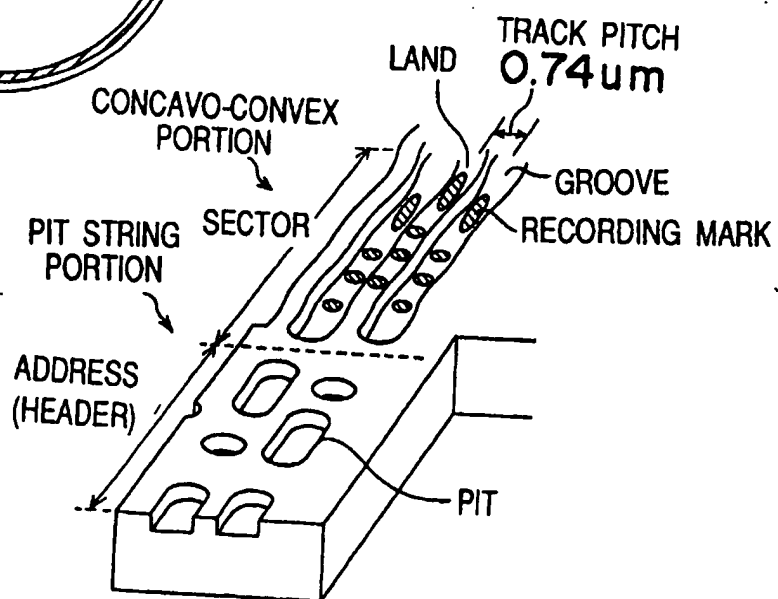 TRACK PITCH
0.74um
LAND
CONCAVO-CONVEX
PORTION
GROOVE
SECTOR
RECORDING MARK
PIT STRING
PORTION
ADDRESS
(HEADER)
PIT